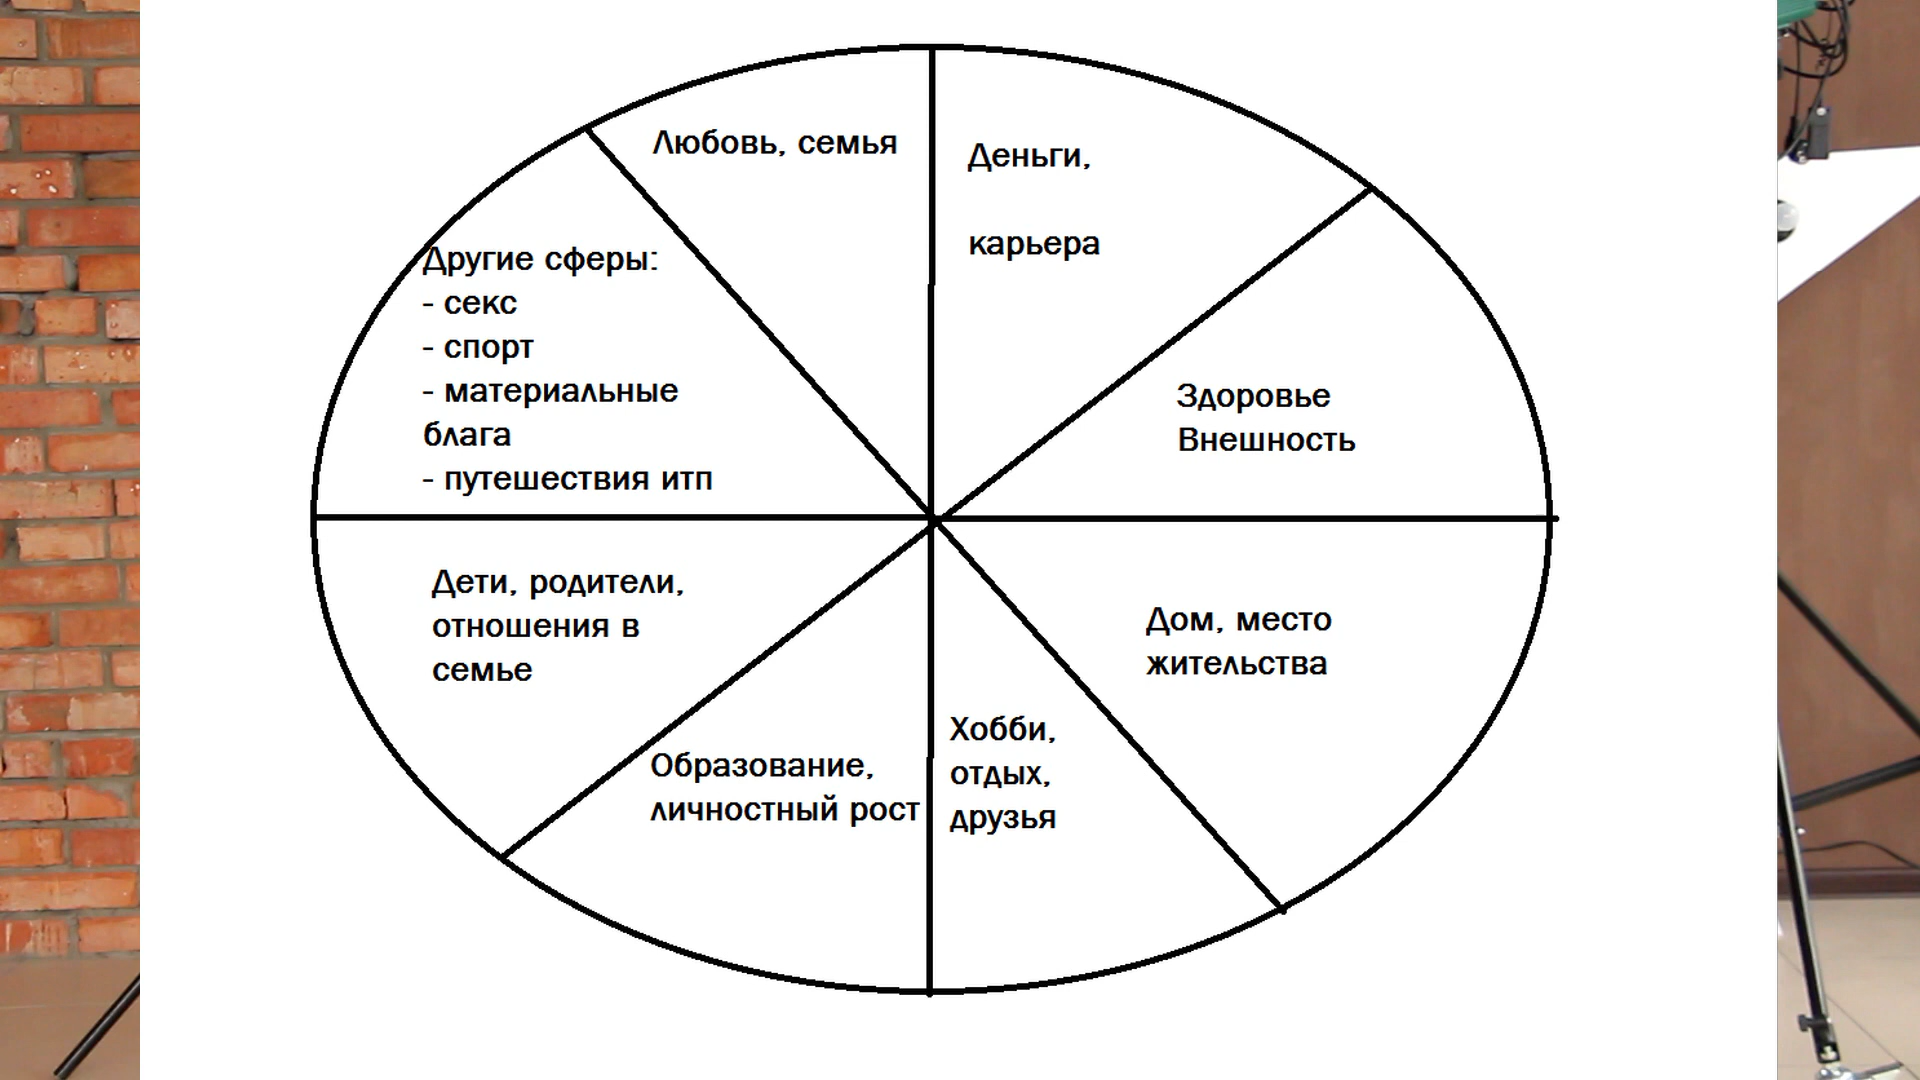 Любовь, семья
Деньги,
карьера
Здоровье
Внешность
Дом, место
жительства
Хобби,
отдых,
друзья
Образование,
личностный рост
Дети, родители,
отношения в
семье
Другие сферы:
- секс
- спорт
- материальные
блага
- путешествия итп